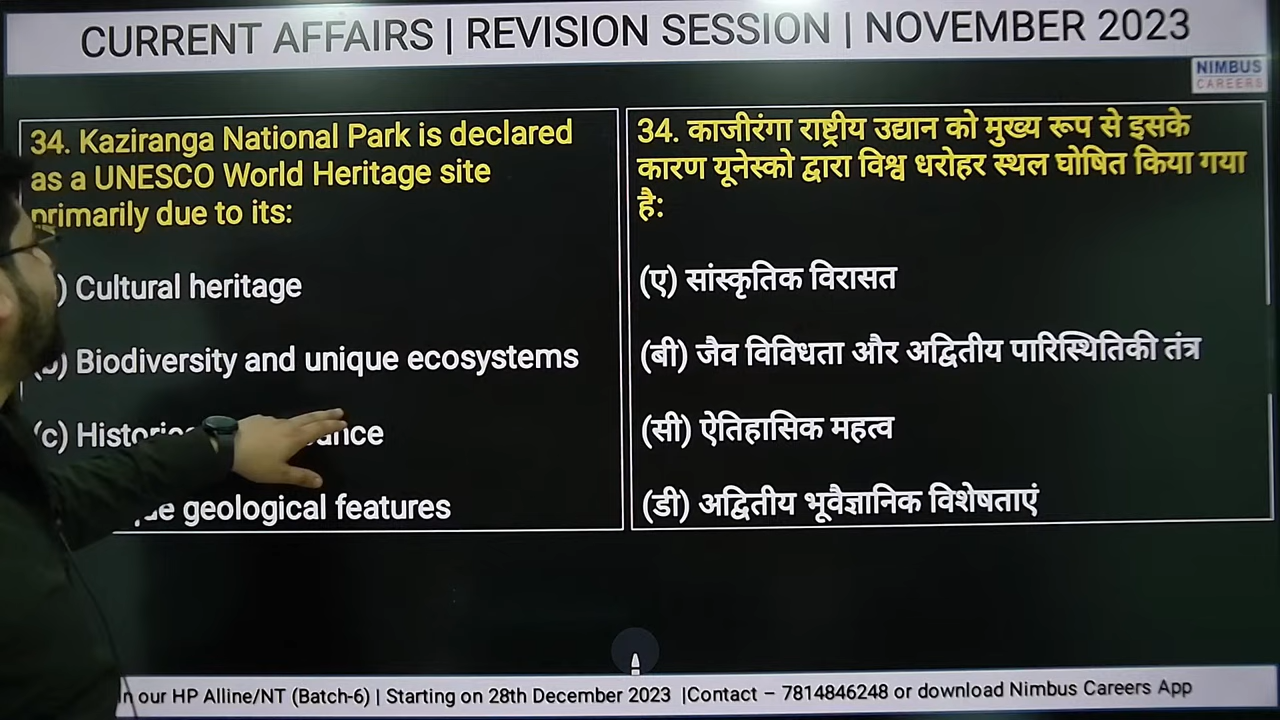 CURRENT AFFAIRS | REVISION SESSION | NOVEMBER 2023
NIMBUS
CAREERS
34. Kaziranga National Park is declared
as a UNESCO World Heritage site
primarily due to its:
) Cultural heritage
(b) Biodiversity and unique ecosystems
(c)
geological features
34. काजीरंगा राष्ट्रीय उद्यान को मुख्य रूप से इसके
कारण यूनेस्को द्वारा विश्व धरोहर स्थल घोषित किया गया
है:
(ए) सांस्कृतिक विरासत
(बी) जैव विविधता और अद्वितीय पारिस्थितिकी तंत्र
(सी) ऐतिहासिक महत्व
(डी) अद्वितीय भूवैज्ञानिक विशेषताएं
our HP Alline/NT (Batch-6) | Starting on 28th December 2023 |Contact – 7814846248 or download Nimbus Careers App